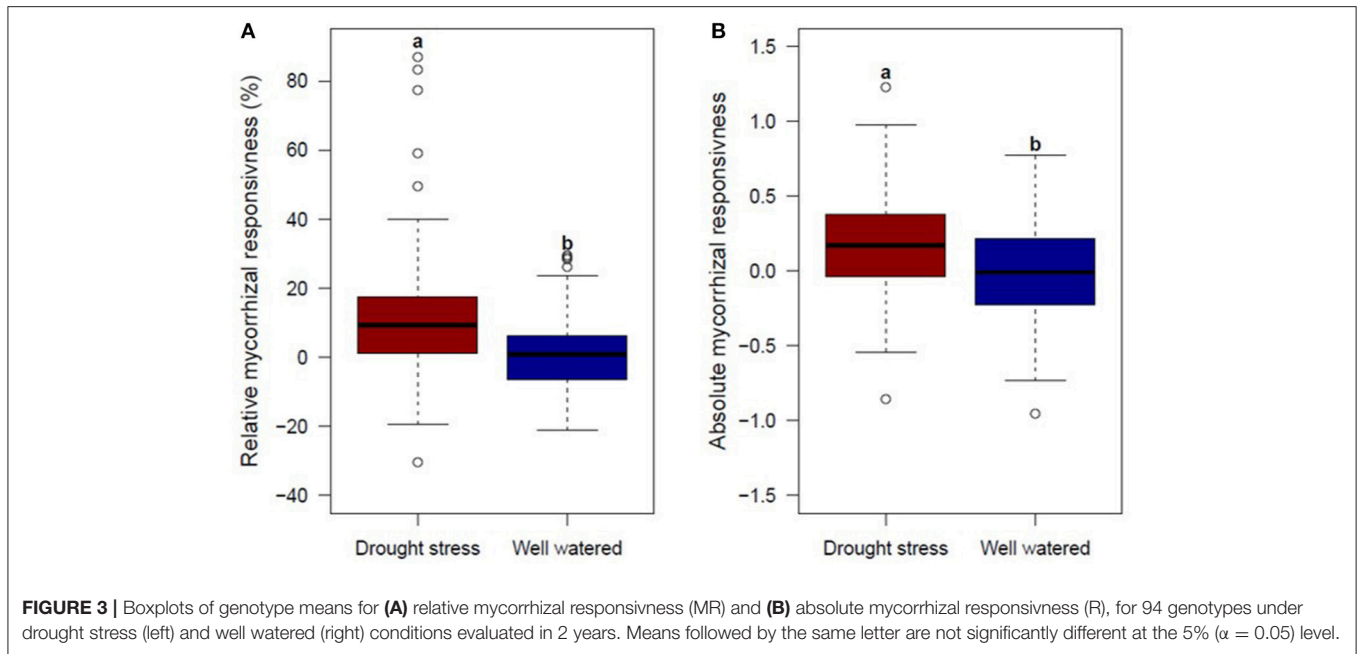 A
a
b
Relative mycorrhizal responsivness (%)
80
60
40
20
0
−20
−40
Drought stress
Well watered
B
a
b
Absolute mycorrhizal responsivness
1.5
1.0
0.5
0.0
−0.5
−1.0
−1.5
Drought stress
Well watered
FIGURE 3 | Boxplots of genotype means for (A) relative mycorrhizal responsivness (MR) and (B) absolute mycorrhizal responsivness (R), for 94 genotypes under
drought stress (left) and well watered (right) conditions evaluated in 2 years. Means followed by the same letter are not significantly different at the 5% (α = 0.05) level.